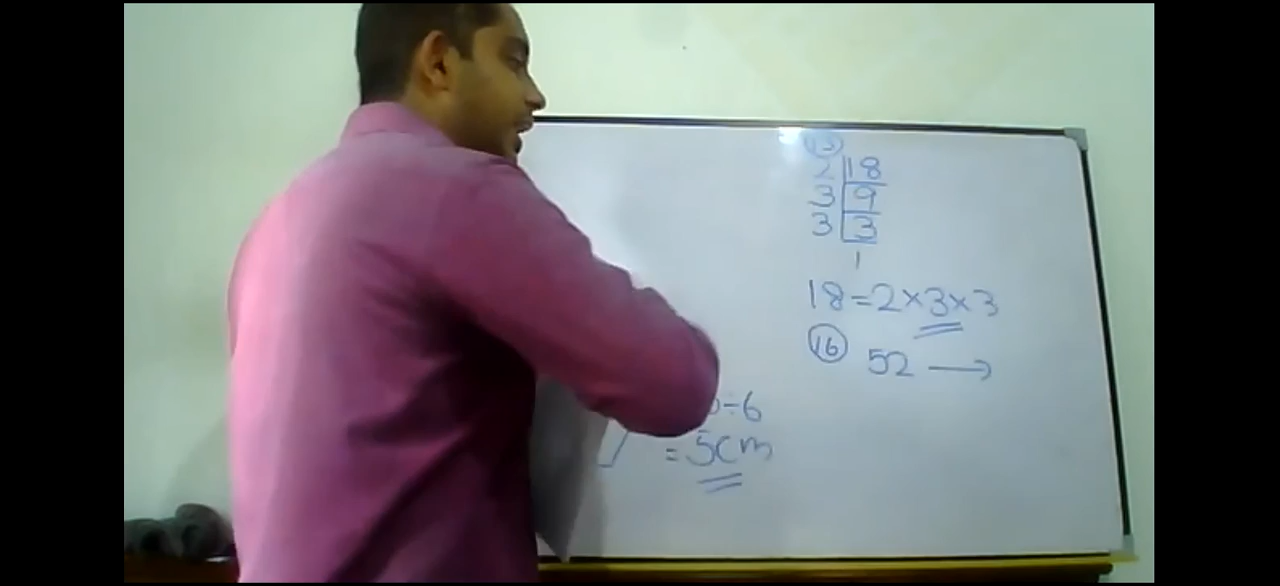 2 | 18
3 | 9
3 | 3
1
18 = 2 × 3 × 3
16 52 →
÷ 6
= 5cm